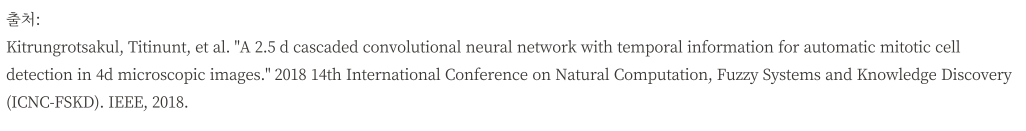 출처:
Kitrungrotsakul, Titinunt, et al. "A 2.5 d cascaded convolutional neural network with temporal information for automatic mitotic cell
detection in 4d microscopic images." 2018 14th International Conference on Natural Computation, Fuzzy Systems and Knowledge Discovery
(ICNC-FSKD). IEEE, 2018.